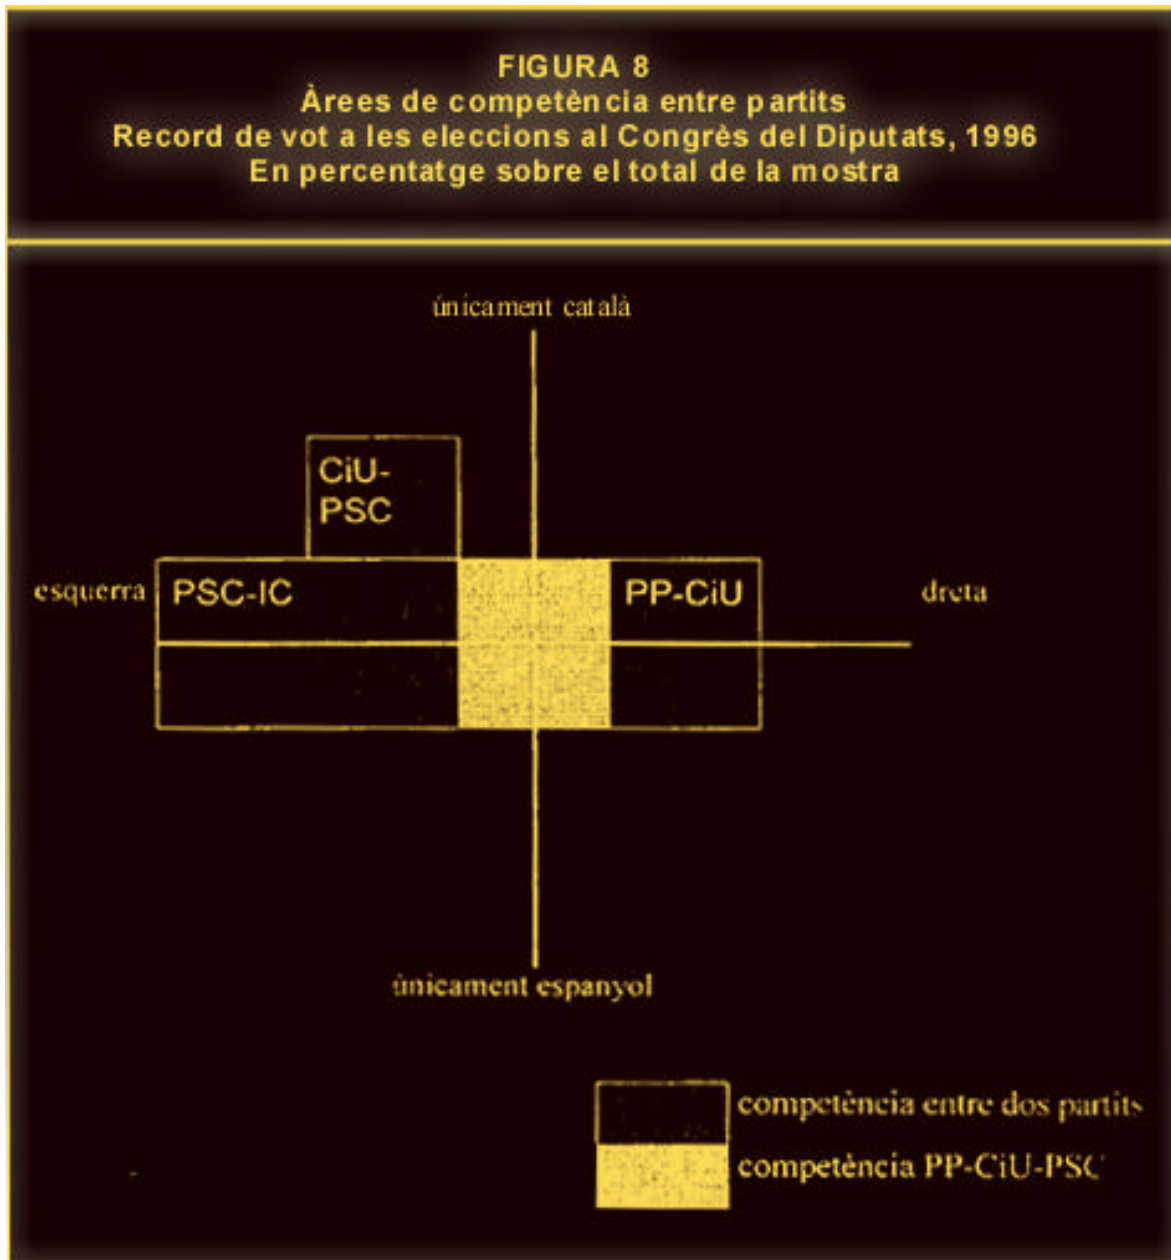 FIGURA 8
Àrees de competència entre partits
Record de vot a les eleccions al Congrès del Diputats, 1996
En percentatge sobre el total de la mostra
únicament català
CiU-
PSC
esquerra
PSC-IC
PP-CiU
dreta
únicament espanyol
competència entre dos partits
competència PP-CiU-PSC